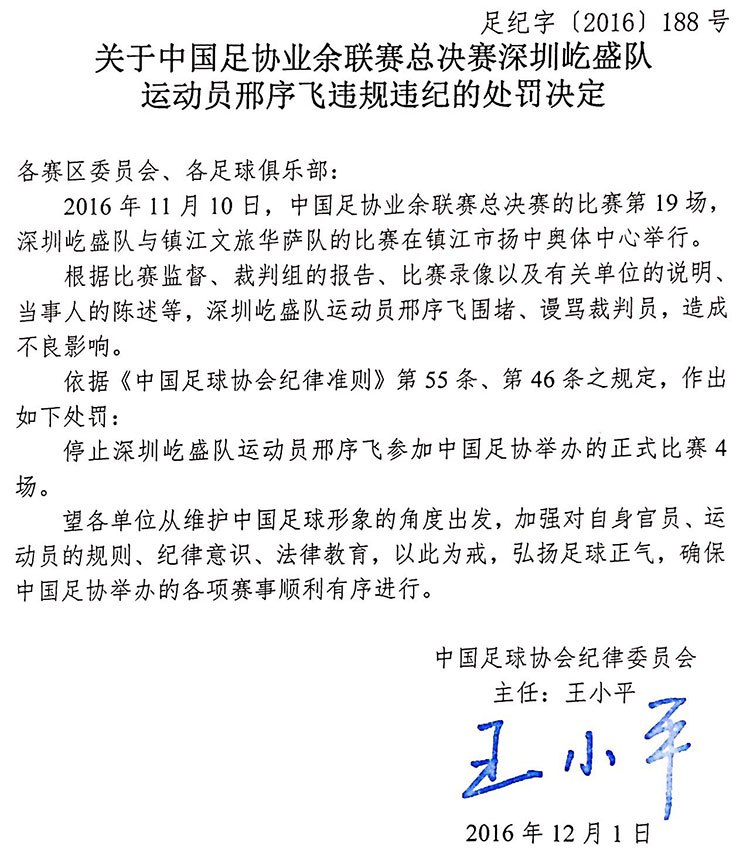 足纪字〔2016〕188 号
关于中国足协业余联赛总决赛深圳屹盛队
运动员邢序飞违规违纪的处罚决定
各赛区委员会、各足球俱乐部：
2016 年 11 月 10 日，中国足协业余联赛总决赛的比赛第 19 场，
深圳屹盛队与镇江文旅华萨队的比赛在镇江市扬中奥体中心举行。
根据比赛监督、裁判组的报告、比赛录像以及有关单位的说明、
当事人的陈述等，深圳屹盛队运动员邢序飞围堵、谩骂裁判员，造成
不良影响。
依据《中国足球协会纪律准则》第 55 条、第 46 条之规定，作出
如下处罚：
停止深圳屹盛队运动员邢序飞参加中国足协举办的正式比赛 4
场。
望各单位从维护中国足球形象的角度出发，加强对自身官员、运
动员的规则、纪律意识、法律教育，以此为戒，弘扬足球正气，确保
中国足协举办的各项赛事顺利有序进行。
中国足球协会纪律委员会
主任：王小平
王小平
2016 年 12 月 1 日